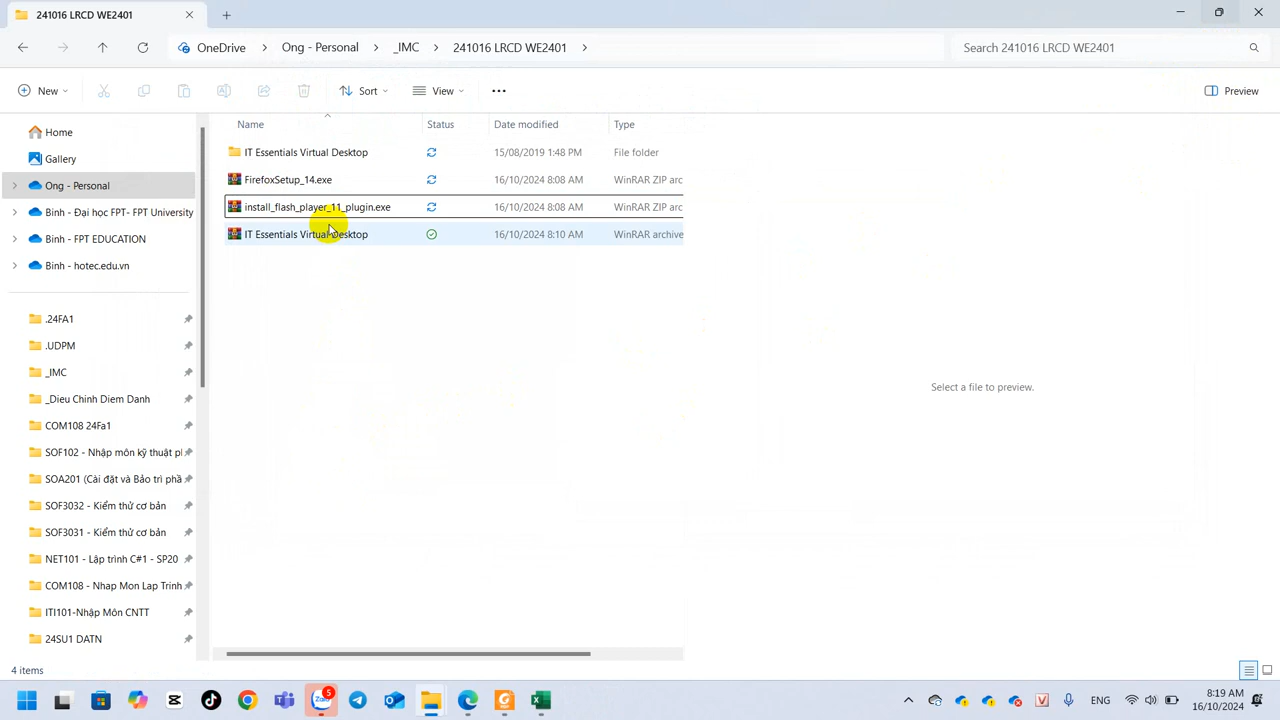 241016 LRCD WE2401
OneDrive > Ong - Personal > _IMC > 241016 LRCD WE2401 >
Search 241016 LRCD WE2401
New
Sort
View
Preview
Name
Status
Date modified
Type
IT Essentials Virtual Desktop 15/08/2019 1:48 PM File folder
FirefoxSetup_14.exe 16/10/2024 8:08 AM WinRAR ZIP arc
install_flash_player_11_plugin.exe 16/10/2024 8:08 AM WinRAR ZIP arc
IT Essentials Virtual Desktop 16/10/2024 8:10 AM WinRAR archive
Home
Gallery
Ong - Personal
Binh - Đại học FPT- FPT University
Binh - FPT EDUCATION
Binh - hotec.edu.vn
.24FA1
.UDPM
_IMC
_Dieu Chinh Diem Danh
COM108 24Fa1
SOF102 - Nhập môn kỹ thuật pl
SOA201 (Cài đặt và Bảo trì phầ
SOF3032 - Kiểm thử cơ bản
SOF3031 - Kiểm thử cơ bản
NET101 - Lập trình C#1 - SP20
COM108 - Nhap Mon Lap Trinh
ITI101-Nhập Môn CNTT
24SU1 DATN
Select a file to preview.
4 items
Zalo
5
ENG
8:19 AM
16/10/2024